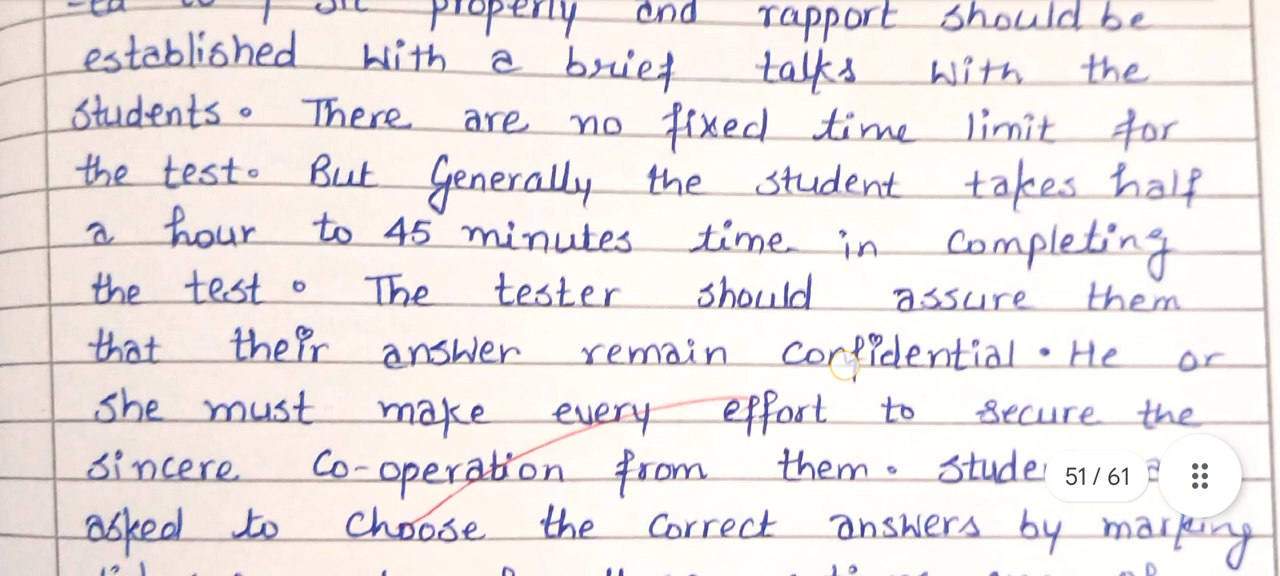 properly and rapport should be
established with a brief talks with the
students. There are no fixed time limit for
the test. But Generally the student takes half
a hour to 45 minutes time in completing
the test. The tester should assure them
that their answer remain confidential. He or
she must make every effort to secure the
sincere Co-operation from them.
51 / 61
asked to choose the correct answers by marking